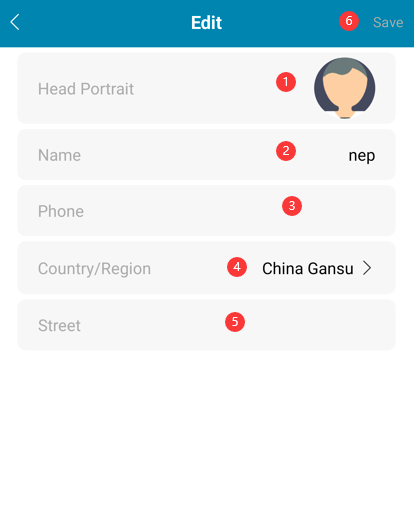 Edit 6 Save
Head Portrait 1
Name 2 nep
Phone 3
Country/Region 4 China Gansu
Street 5